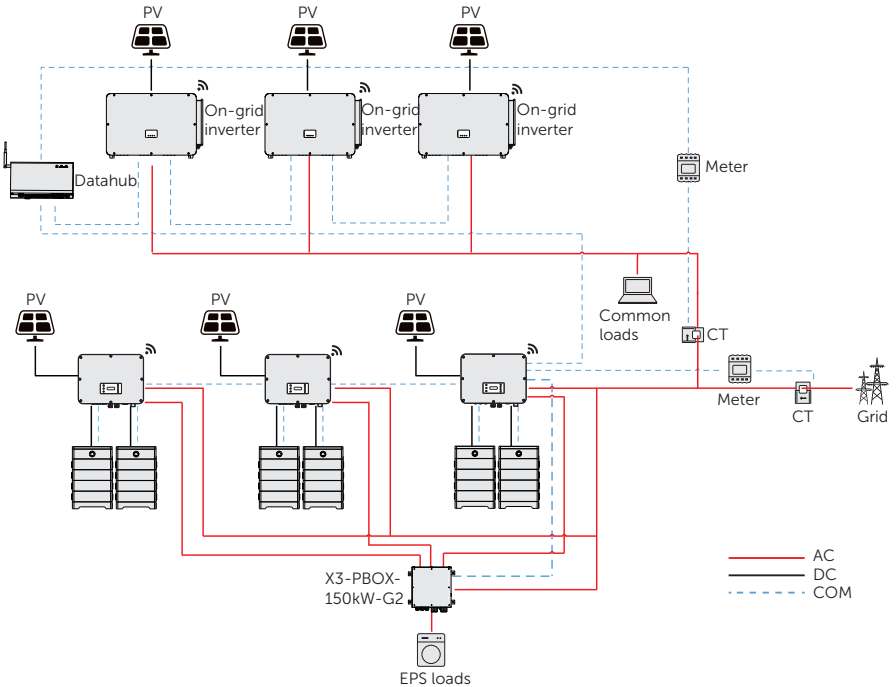 PV
PV
PV
On-grid
inverter
On-grid
inverter
On-grid
inverter
Datahub
Meter
Common
loads
CT
PV
PV
PV
Meter
CT
Grid
X3-PBOX-
150kW-G2
EPS loads
AC
DC
COM